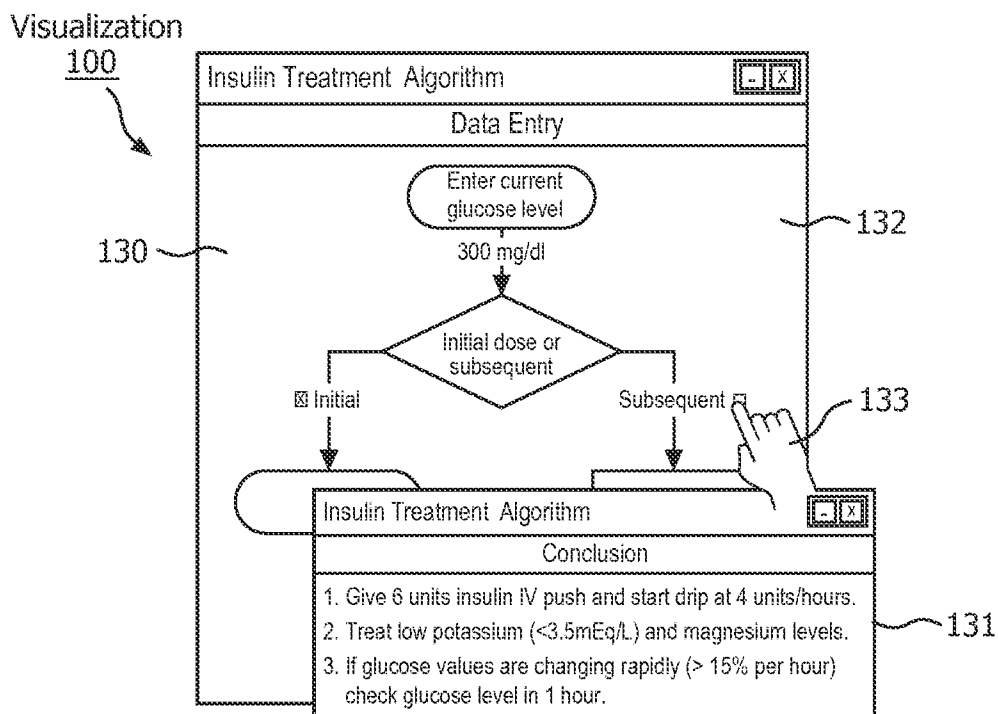 Visualization
100
Insulin Treatment Algorithm
Data Entry
Enter current
glucose level
132
130
300 mg/dl
Initial dose or
subsequent
☒ Initial
Subsequent ☐
133
Insulin Treatment Algorithm
Conclusion
1. Give 6 units insulin IV push and start drip at 4 units/hours.
2. Treat low potassium (<3.5mEq/L) and magnesium levels.
131
3. If glucose values are changing rapidly (> 15% per hour)
check glucose level in 1 hour.